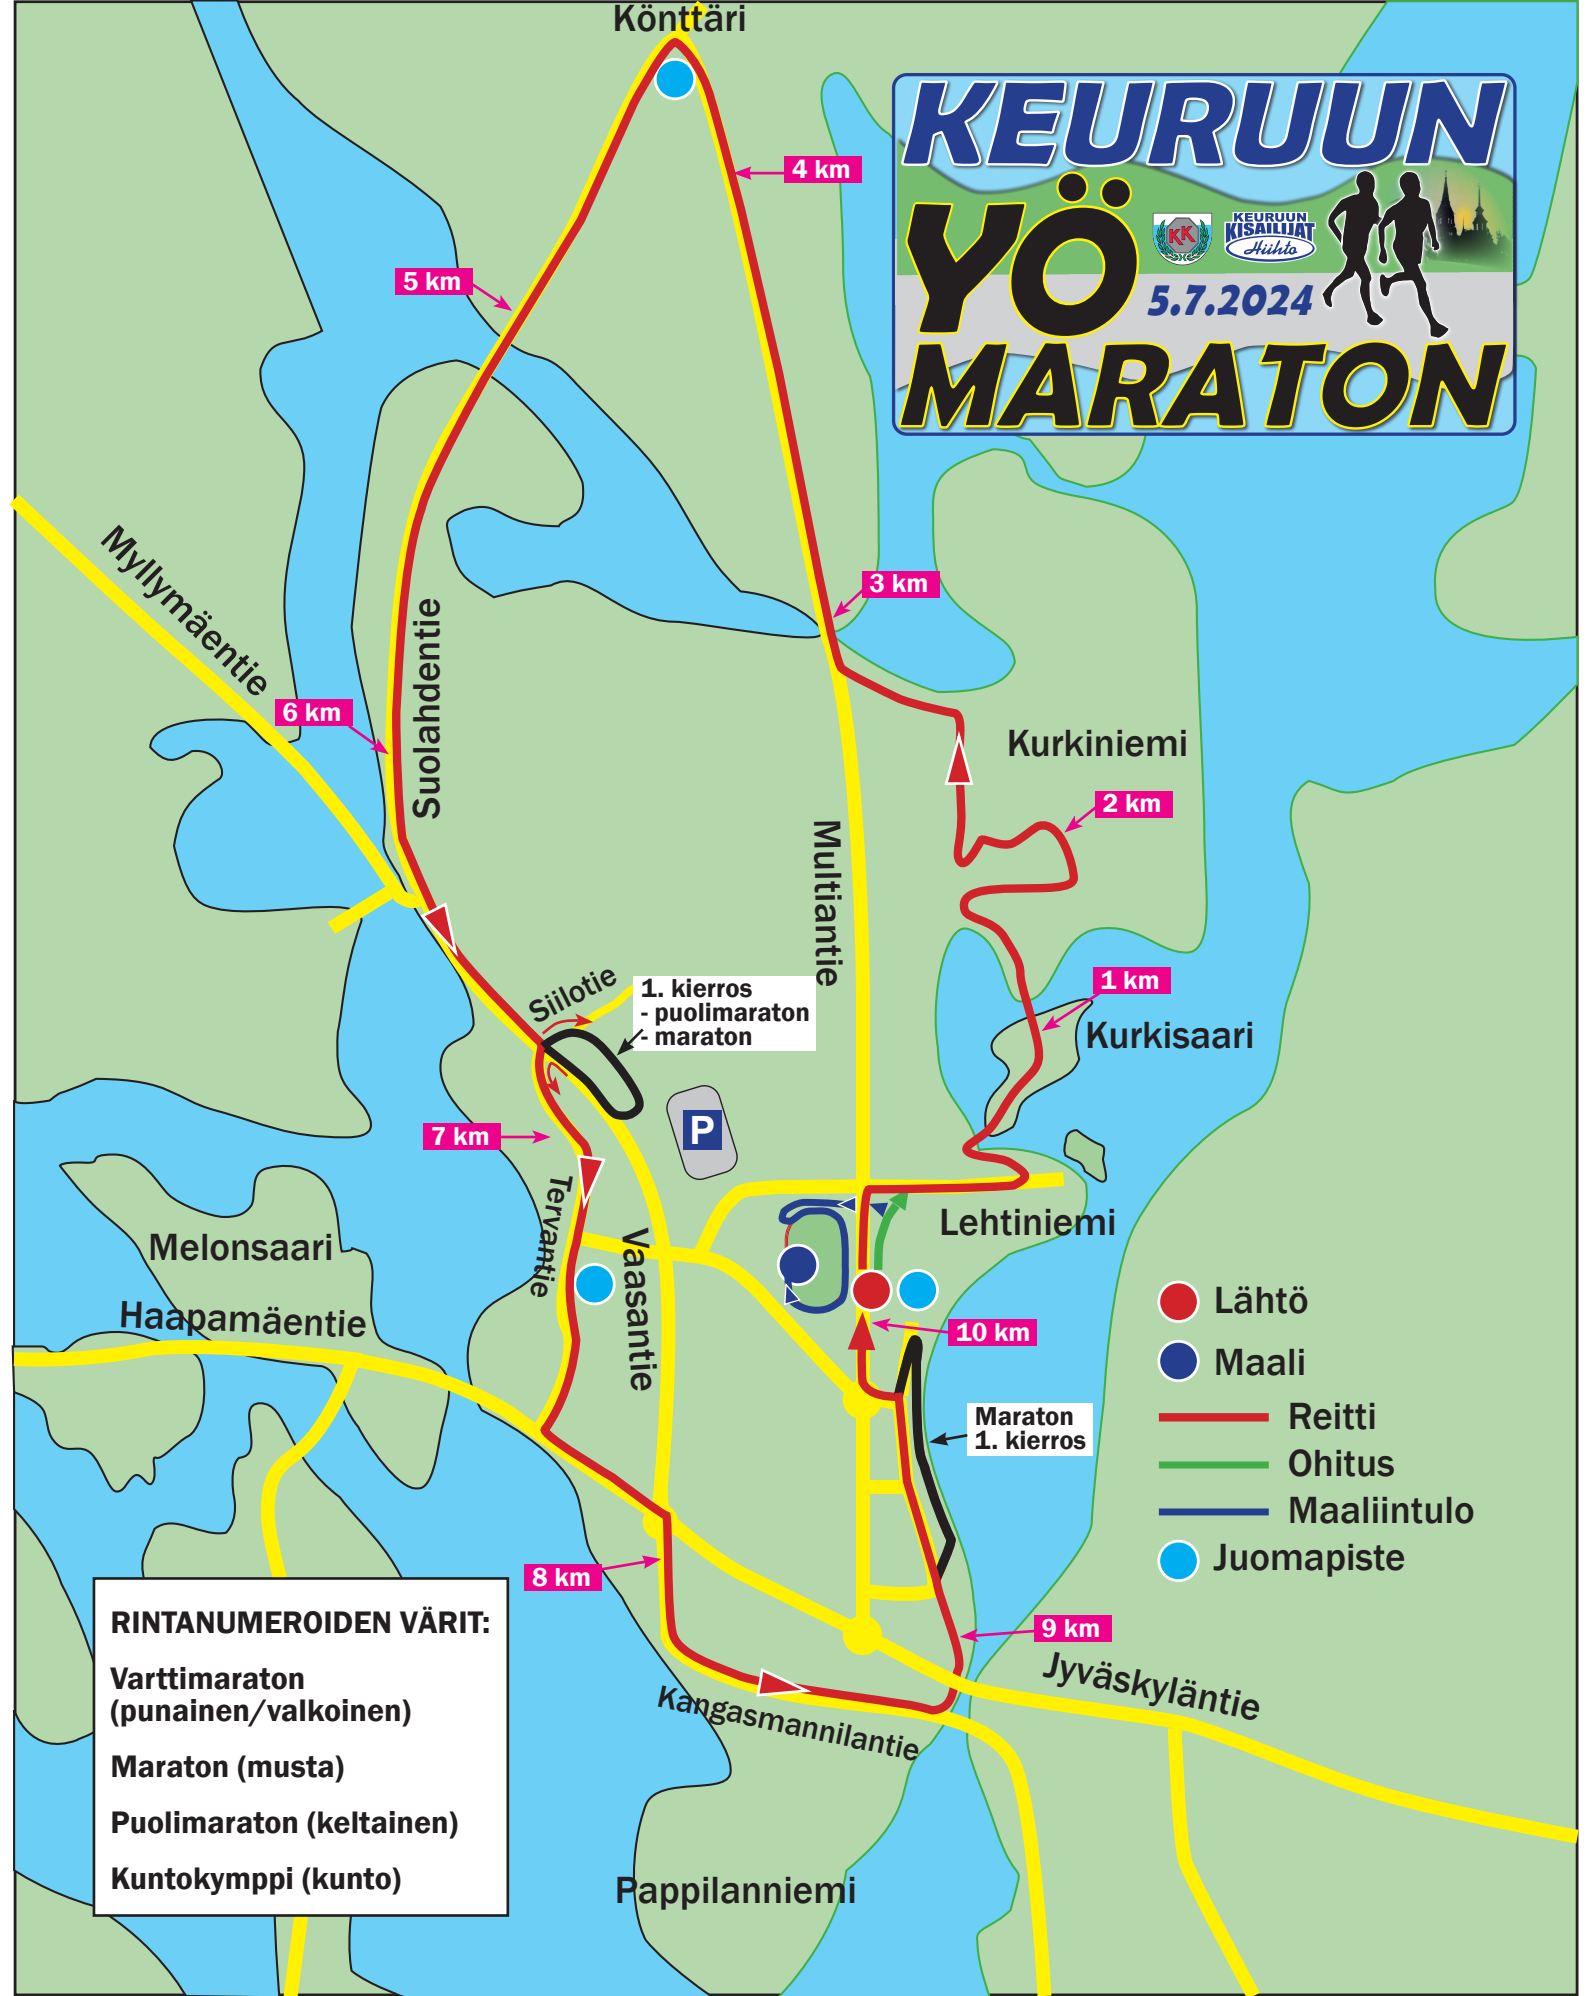 Könttäri
KEURUUN
YÖ
KK
KEURUUN
KISAILIJAT
Hiihto
5.7.2024
MARATON
4 km
5 km
3 km
Myllymäentie
Suolahdentie
6 km
Kurkiniemi
2 km
Multiantie
1 km
Kurkisaari
Siilotie
1. kierros
- puolimaraton
- maraton
P
7 km
Tervantie
Vaasantie
Lehtiniemi
Melonsaari
Haapamäentie
10 km
Maraton
1. kierros
Lähtö
Maali
Reitti
Ohitus
Maaliintulo
Juomapiste
8 km
9 km
Jyväskyläntie
Kangasmannilantie
Pappilanniemi
RINTANUMEROIDEN VÄRIT:
Varttimaraton
(punainen/valkoinen)
Maraton (musta)
Puolimaraton (keltainen)
Kuntokymppi (kunto)